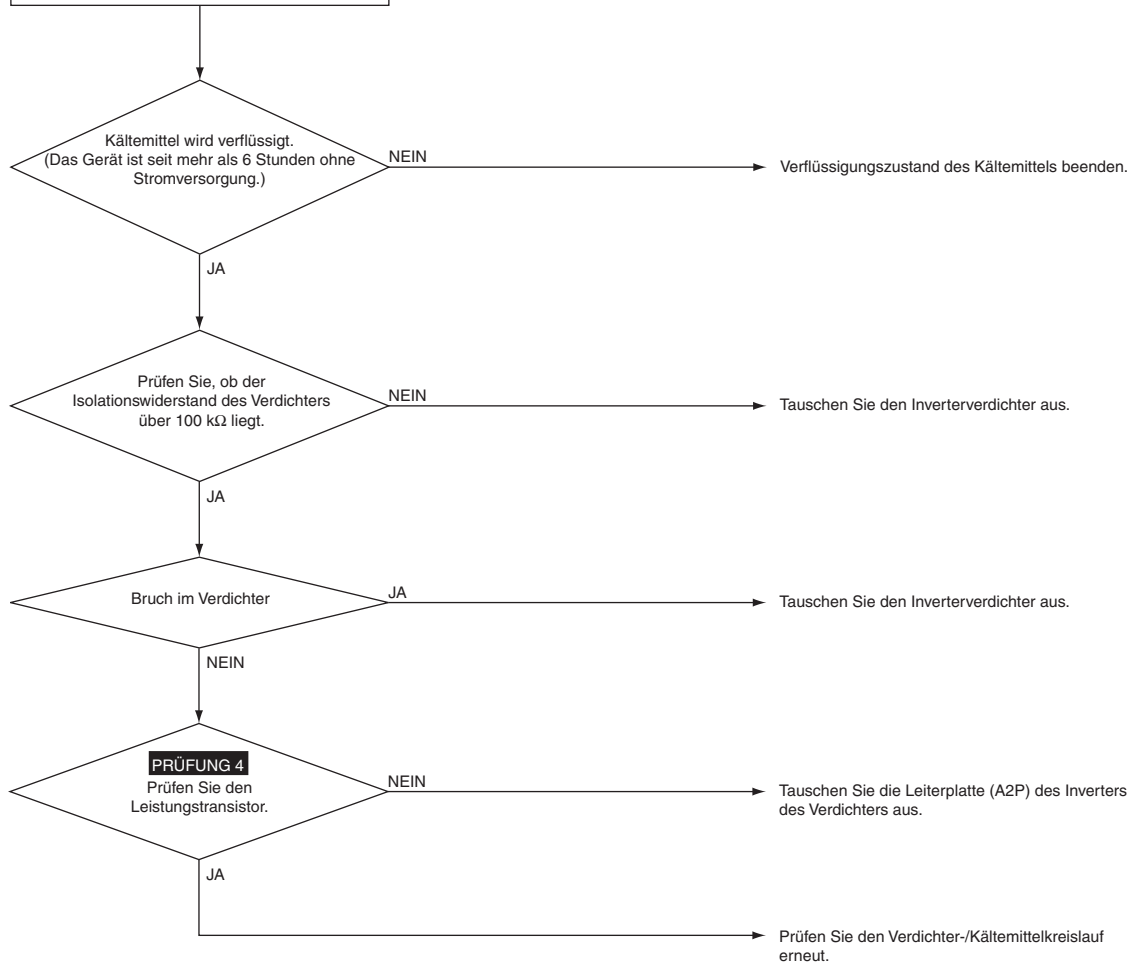 Kältemittel wird verflüssigt.
(Das Gerät ist seit mehr als 6 Stunden ohne
Stromversorgung.)
NEIN
Verflüssigungszustand des Kältemittels beenden.
JA
Prüfen Sie, ob der
Isolationswiderstand des Verdichters
über 100 kΩ liegt.
NEIN
Tauschen Sie den Inverterverdichter aus.
JA
Bruch im Verdichter
JA
Tauschen Sie den Inverterverdichter aus.
NEIN
PRÜFUNG 4
Prüfen Sie den
Leistungstransistor.
NEIN
Tauschen Sie die Leiterplatte (A2P) des Inverters
des Verdichters aus.
JA
Prüfen Sie den Verdichter-/Kältemittelkreislauf
erneut.